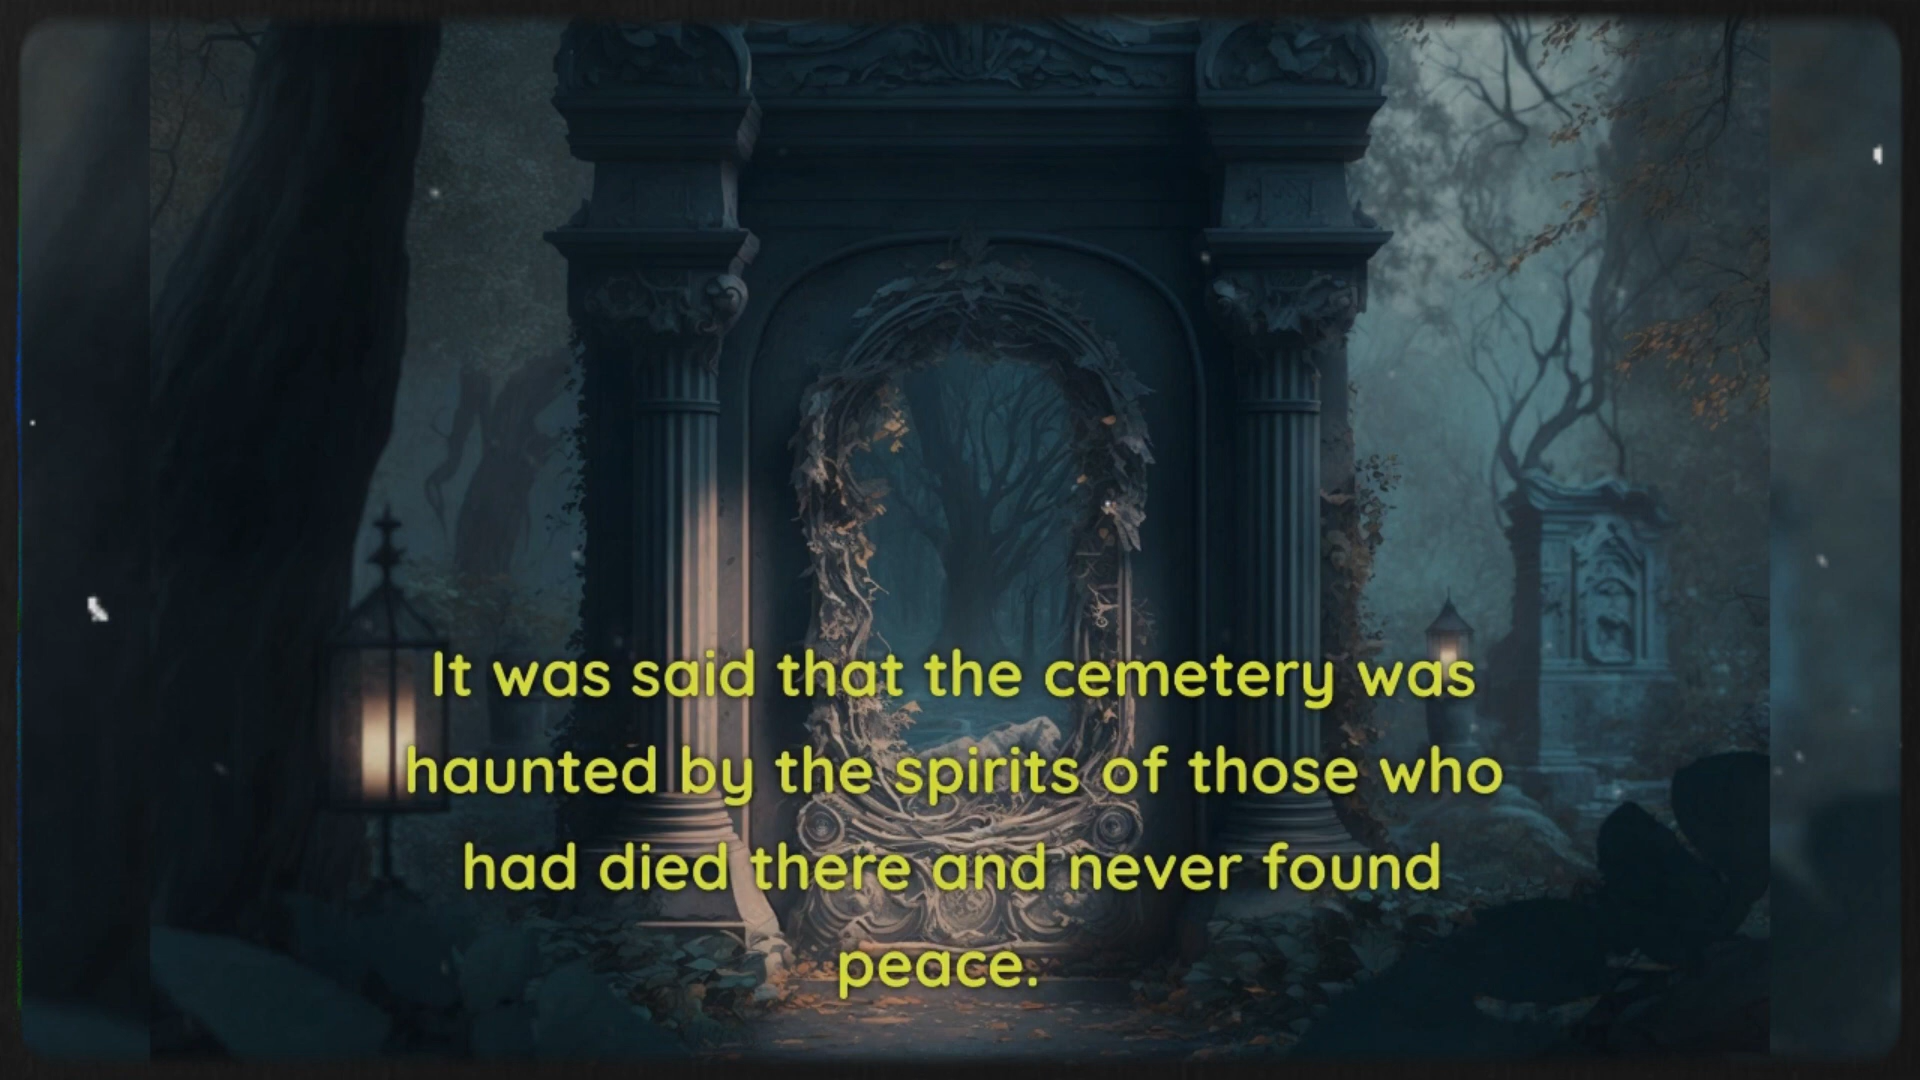 It was said that the cemetery was
haunted by the spirits of those who
had died there and never found
peace.